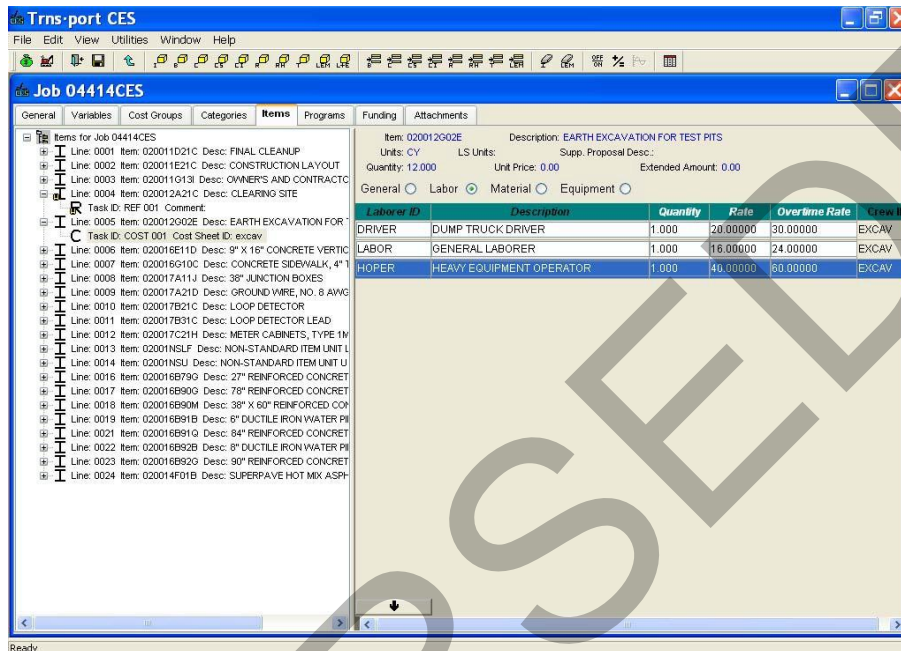 Trns·port CES
File Edit View Utilities Window Help
Job 04414CES
General Variables Cost Groups Categories Items Programs Funding Attachments
Items for Job 04414CES
Line: 0001 Item: 020011D21C Desc: FINAL CLEANUP
Line: 0002 Item: 020011E21C Desc: CONSTRUCTION LAYOUT
Line: 0003 Item: 020011G13I Desc: OWNER'S AND CONTRACTC
Line: 0004 Item: 020012A21C Desc: CLEARING SITE
Task ID: REF 001 Comment:
Line: 0005 Item: 020012G02E Desc: EARTH EXCAVATION FOR
Task ID: COST 001 Cost Sheet ID: excav
Line: 0006 Item: 020016E11D Desc: 9" X 16" CONCRETE VERTIC
Line: 0007 Item: 020016G10C Desc: CONCRETE SIDEWALK, 4"
Line: 0008 Item: 020017A11J Desc: 38" JUNCTION BOXES
Line: 0009 Item: 020017A21D Desc: GROUND WIRE, NO. 8 AWG
Line: 0010 Item: 020017B21C Desc: LOOP DETECTOR
Line: 0011 Item: 020017B31C Desc: LOOP DETECTOR LEAD
Line: 0012 Item: 020017C21H Desc: METER CABINETS, TYPE 1M
Line: 0013 Item: 02001NSLF Desc: NON-STANDARD ITEM UNIT L
Line: 0014 Item: 02001NSU Desc: NON-STANDARD ITEM UNIT U
Line: 0016 Item: 020016B79G Desc: 27" REINFORCED CONCRET
Line: 0017 Item: 020016B90G Desc: 78" REINFORCED CONCRET
Line: 0018 Item: 020016B90M Desc: 38" X 60" REINFORCED CON
Line: 0019 Item: 020016B91B Desc: 6" DUCTILE IRON WATER PI
Line: 0021 Item: 020016B91Q Desc: 84" REINFORCED CONCRET
Line: 0022 Item: 020016B92B Desc: 8" DUCTILE IRON WATER PI
Line: 0023 Item: 020016B92G Desc: 90" REINFORCED CONCRET
Line: 0024 Item: 020014F01B Desc: SUPERPAVE HOT MIX ASPH
Item: 020012G02E Description: EARTH EXCAVATION FOR TEST PITS
Units: CY LS Units: Supp. Proposal Desc.:
Quantity: 12.000 Unit Price: 0.00 Extended Amount: 0.00
General Labor Material Equipment
Laborer ID Description Quantity Rate Overtime Rate Crew I
DRIVER DUMP TRUCK DRIVER 1.000 20.00000 30.00000 EXCAV
LABOR GENERAL LABORER 1.000 16.00000 24.00000 EXCAV
HOPER HEAVY EQUIPMENT OPERATOR 1.000 40.00000 60.00000 EXCAV
Ready